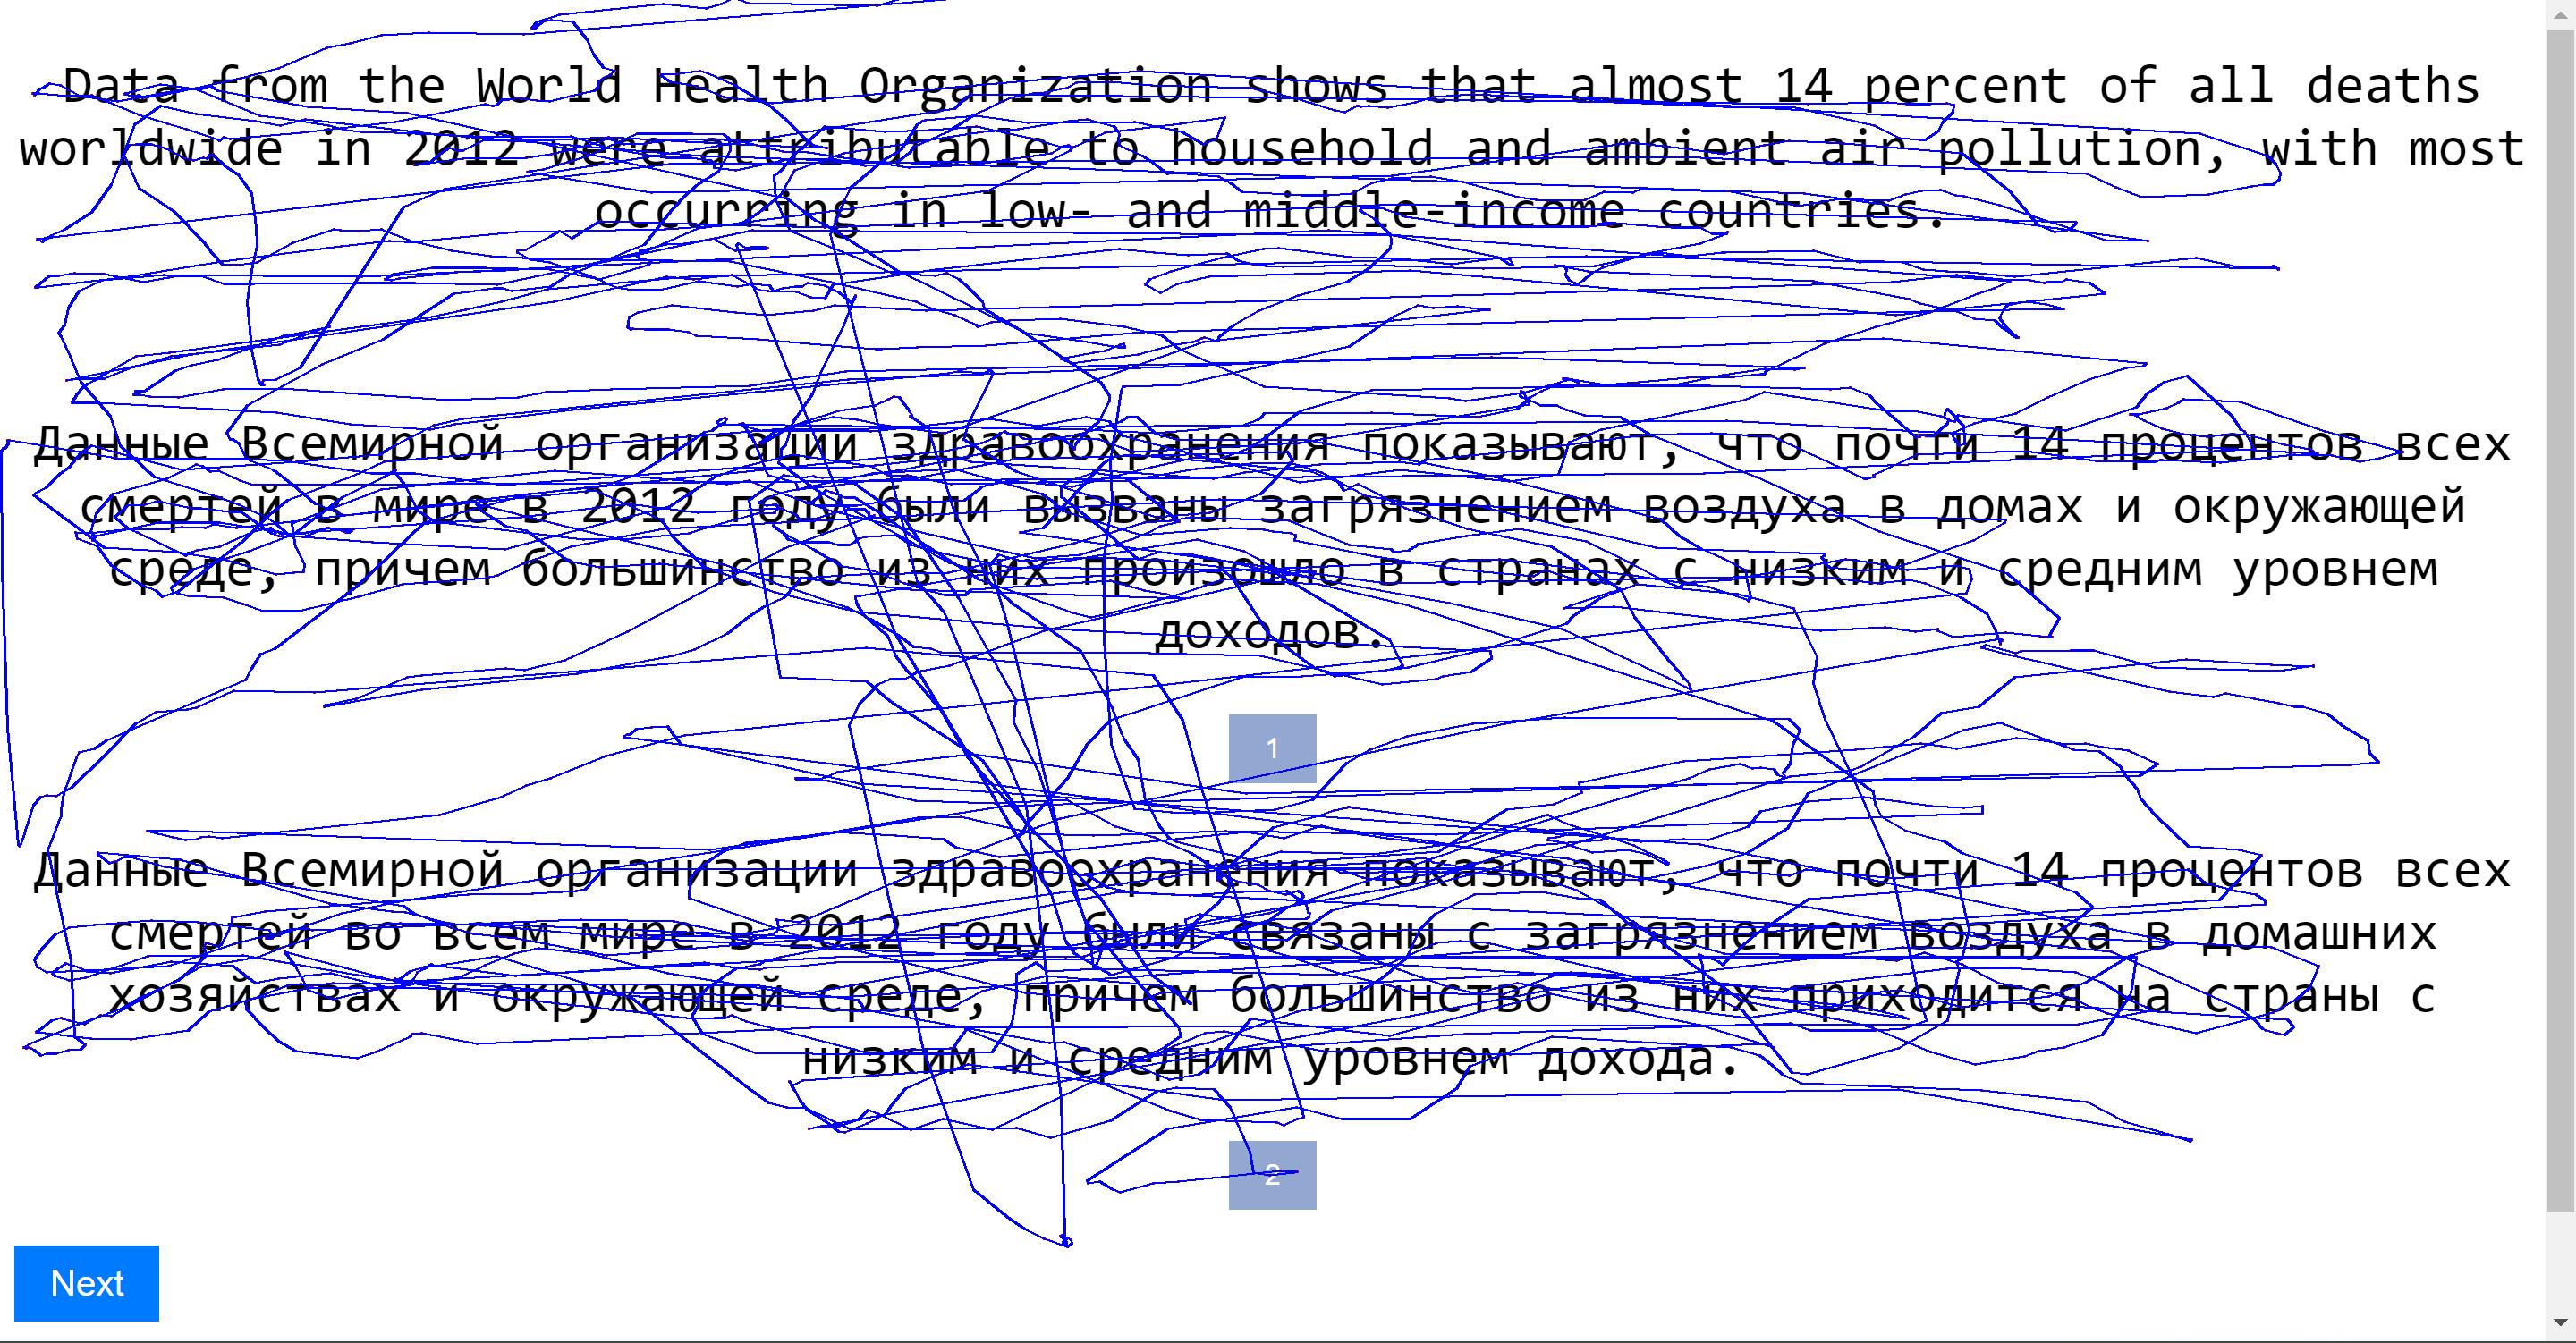 Data from the World Health Organization shows that almost 14 percent of all deaths
worldwide in 2012 were attributable to household and ambient air pollution, with most
occurring in low- and middle-income countries.
Данные Всемирной организации здравоохранения показывают, что почти 14 процентов всех
смертей в мире в 2012 году были вызваны загрязнением воздуха в домах и окружающей
среде, причем большинство из них произошло в странах с низким и средним уровнем
доходов.
1
Данные Всемирной организации здравоохранения показывают, что почти 14 процентов всех
смертей во всем мире в 2012 году были связаны с загрязнением воздуха в домашних
хозяйствах и окружающей среде, причем большинство из них приходится на страны с
низким и средним уровнем дохода.
2
Next